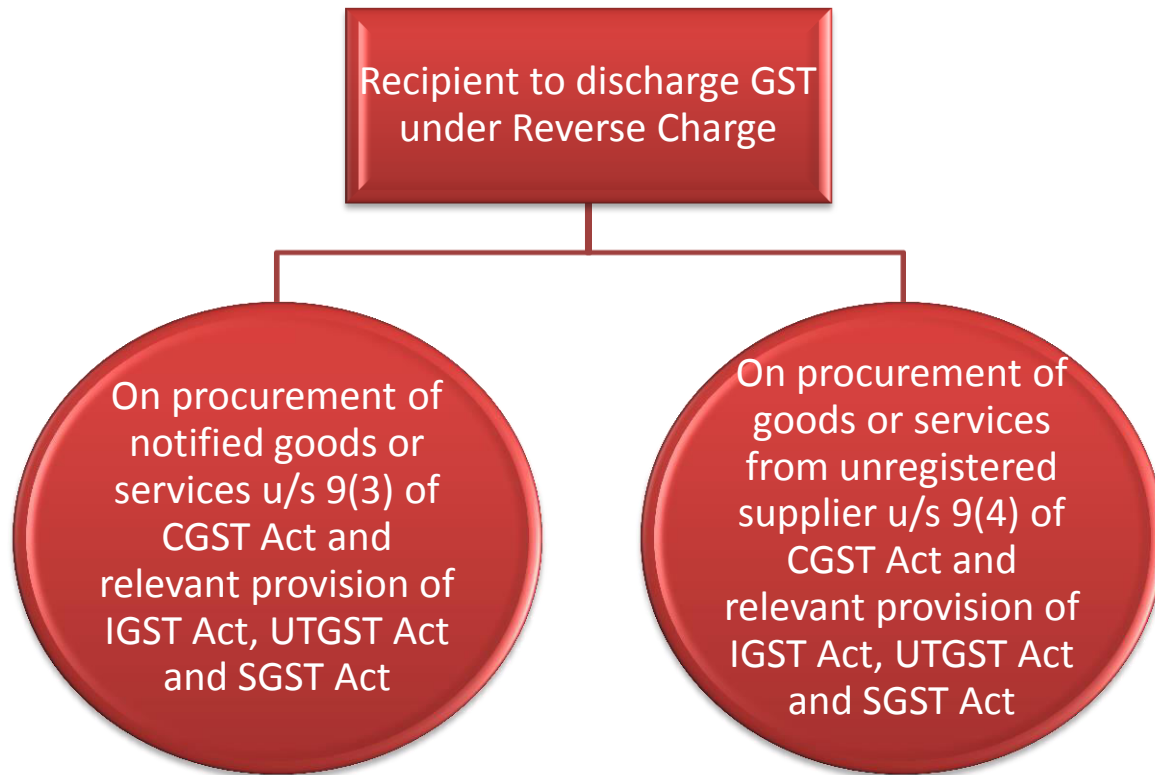 Recipient to discharge GST
under Reverse Charge
On procurement of
notified goods or
services u/s 9(3) of
CGST Act and
relevant provision of
IGST Act, UTGST Act
and SGST Act
On procurement of
goods or services
from unregistered
supplier u/s 9(4) of
CGST Act and
relevant provision of
IGST Act, UTGST Act
and SGST Act